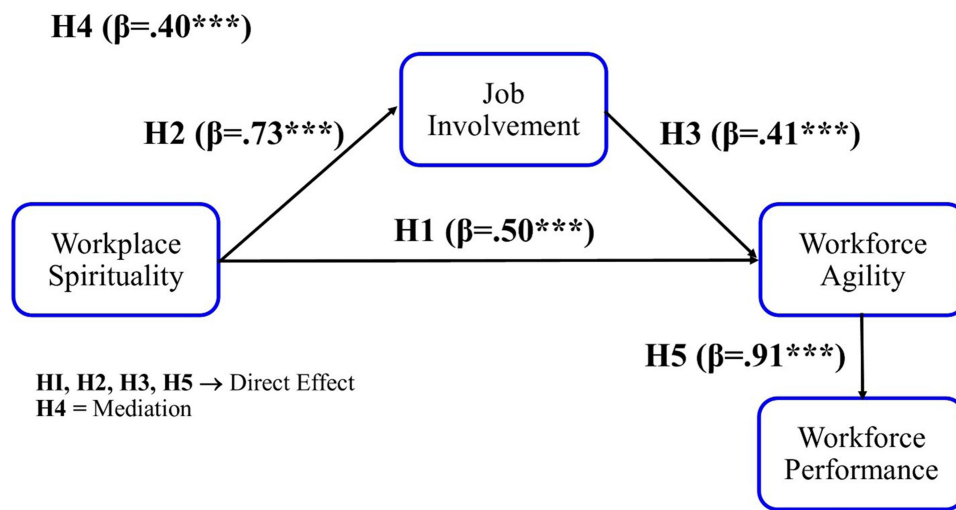 H4 (β=.40***)
Job
Involvement
H2 (β=.73***)
H3 (β=.41***)
H1 (β=.50***)
Workplace
Spirituality
Workforce
Agility
H5 (β=.91***)
HI, H2, H3, H5 → Direct Effect
H4 = Mediation
Workforce
Performance